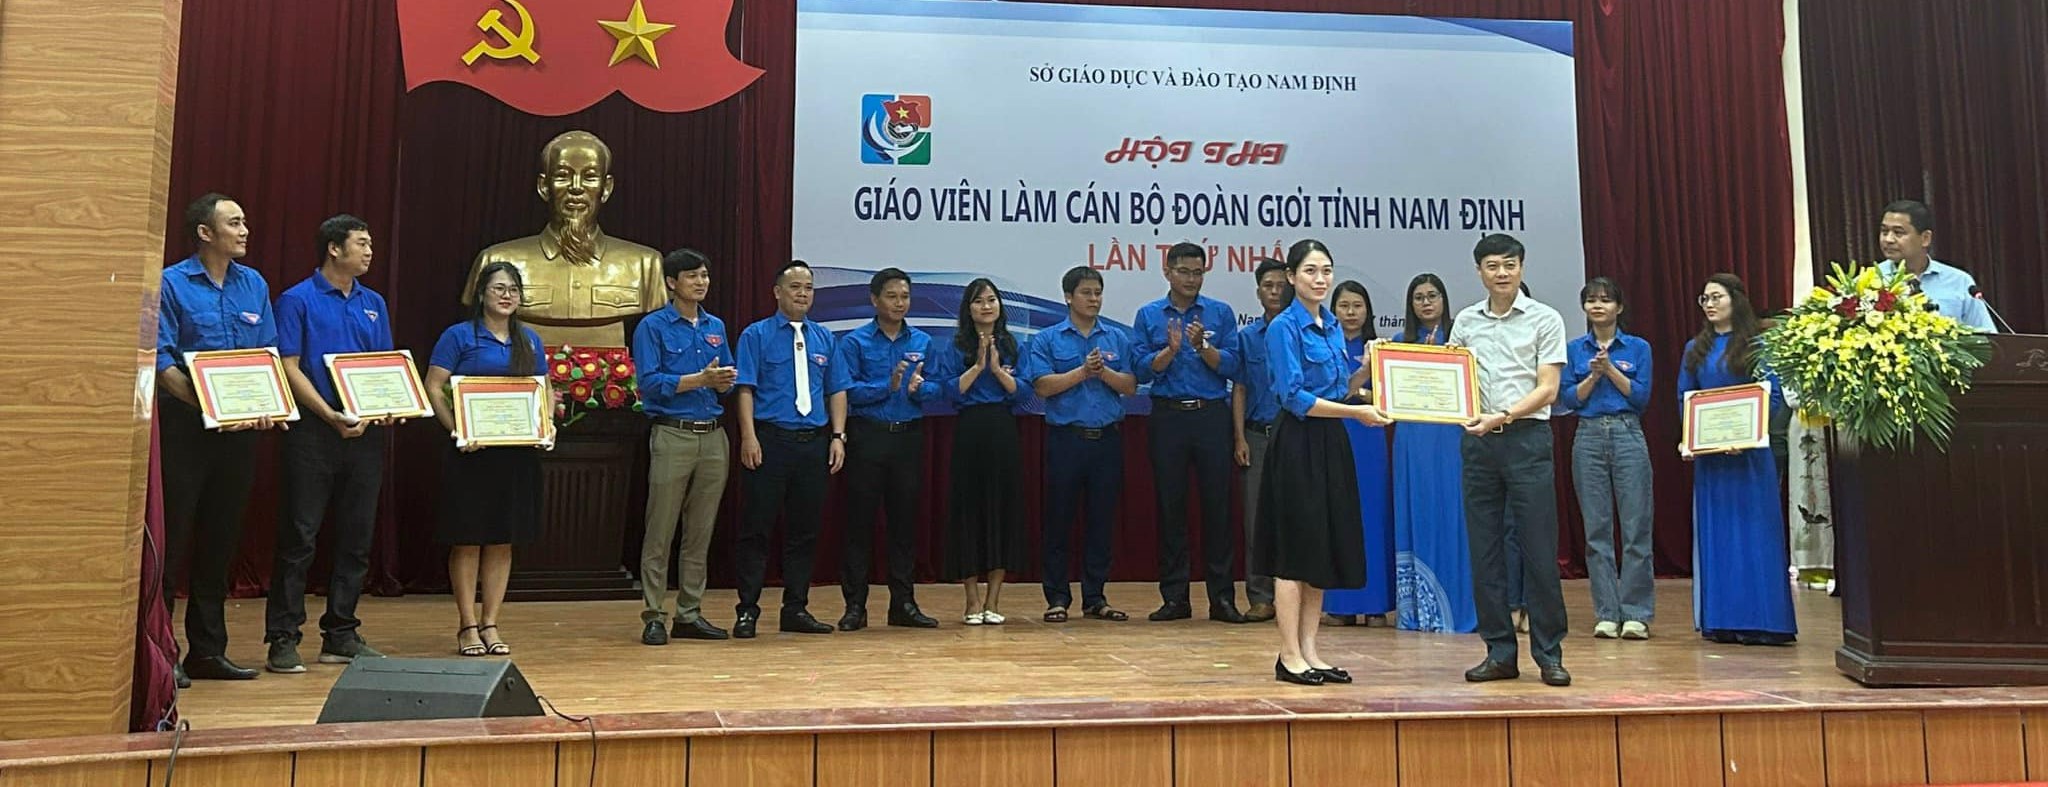 SỞ GIÁO DỤC VÀ ĐÀO TẠO NAM ĐỊNH
HỘI THI
GIÁO VIÊN LÀM CÁN BỘ ĐOÀN GIỎI TỈNH NAM ĐỊNH
LẦN THỨ NHẤ